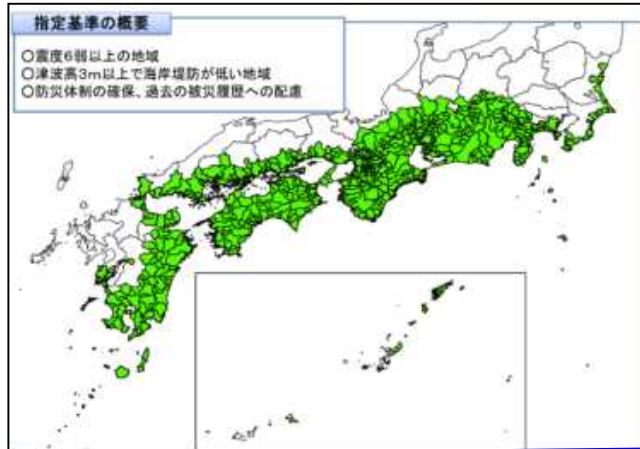 指定基準の概要
○震度6弱以上の地域
○津波高3m以上で海岸堤防が低い地域
○防災体制の確保、過去の被災履歴への配慮